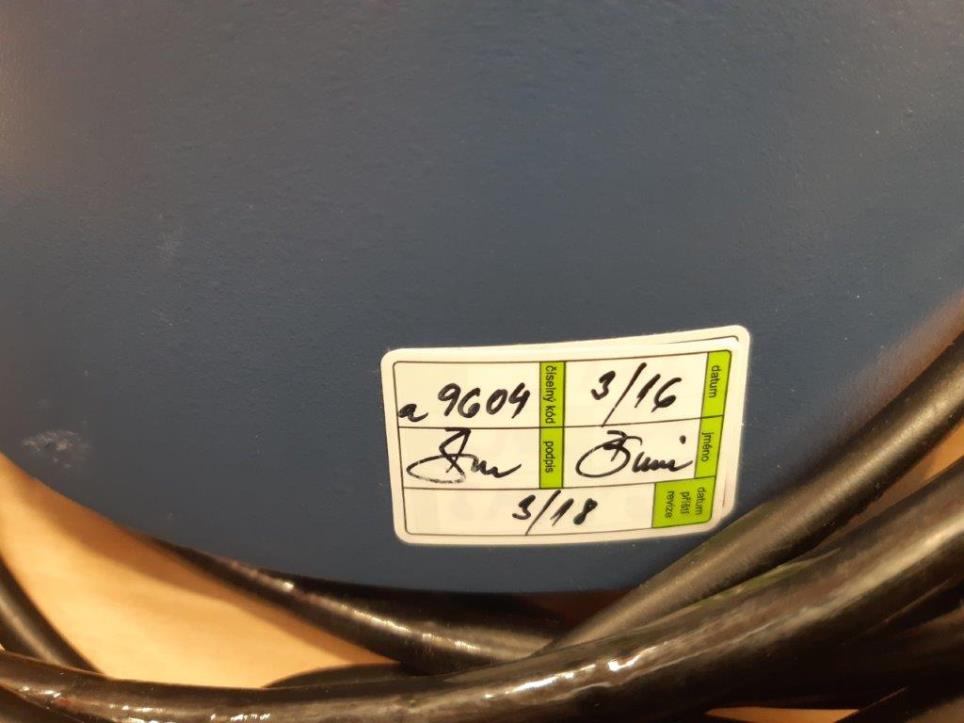 a 9604
číselný kód
3/16
datum
podpis
jméno
3/18
datum
příští
revize